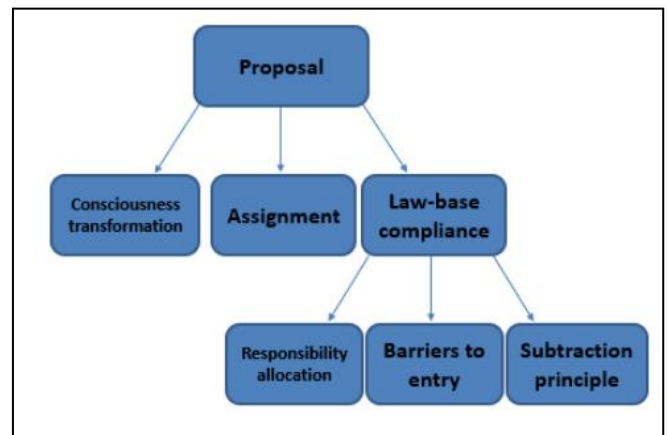 Proposal
Consciousness
transformation
Assignment
Law-base
compliance
Responsibility
allocation
Barriers to
entry
Subtraction
principle